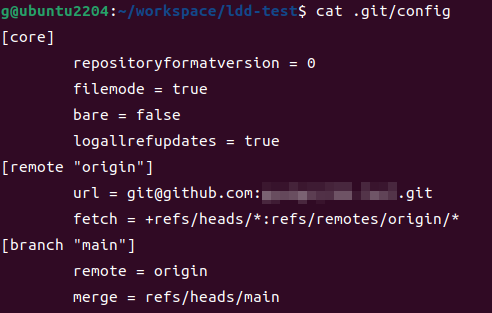 g@ubuntu2204:~/workspace/ldd-test$ cat .git/config
[core]
repositoryformatversion = 0
filemode = true
bare = false
logallrefupdates = true
[remote "origin"]
url = git@github.com: .git
fetch = +refs/heads/*:refs/remotes/origin/*
[branch "main"]
remote = origin
merge = refs/heads/main